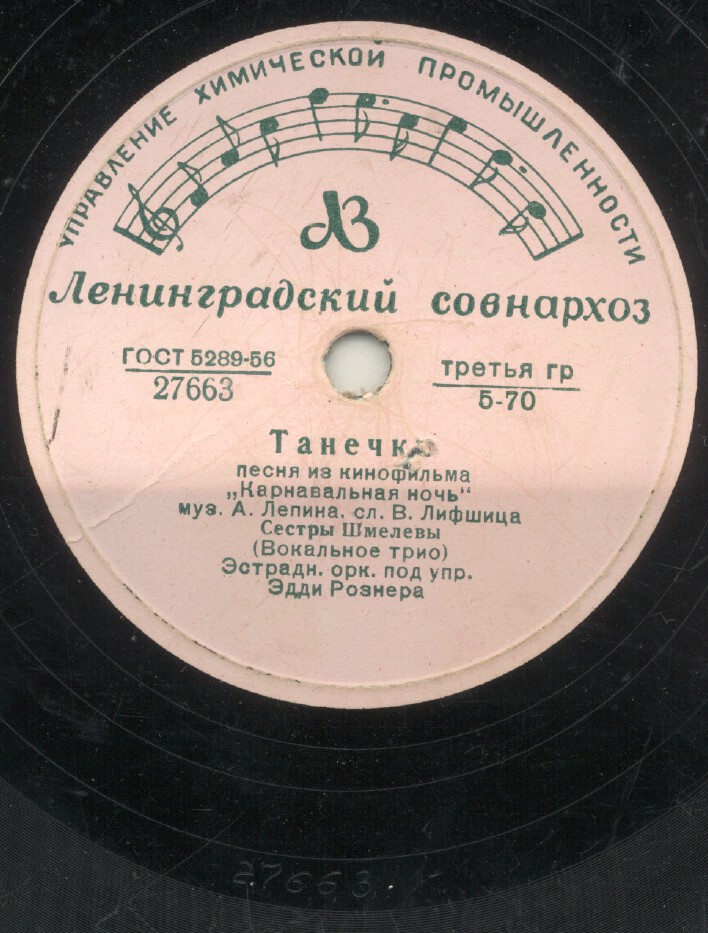 УПРАВЛЕНИЕ ХИМИЧЕСКОЙ ПРОМЫШЛЕННОСТИ
ЛЗ
Ленинградский совнархоз
ГОСТ 5289-56
27663
третья гр
5-70
Танечка
песня из кинофильма
„Карнавальная ночь“
муз. А. Лепина, сл. В. Лифшица
Сестры Шмелевы
(Вокальное трио)
Эстрадн. орк. под упр.
Эдди Рознера
27663